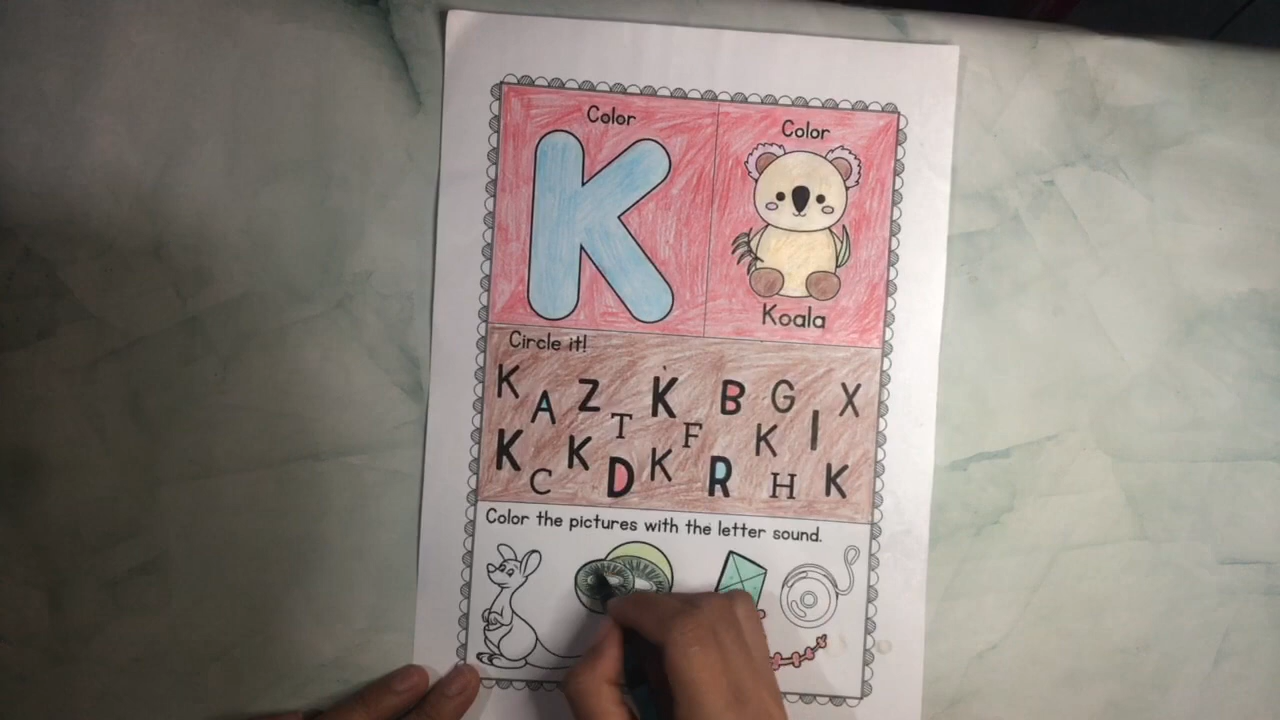 Color
K
Color
Koala
Circle it!
K A Z T K F B G K I X
K C K D K R H K
Color the pictures with the letter sound.